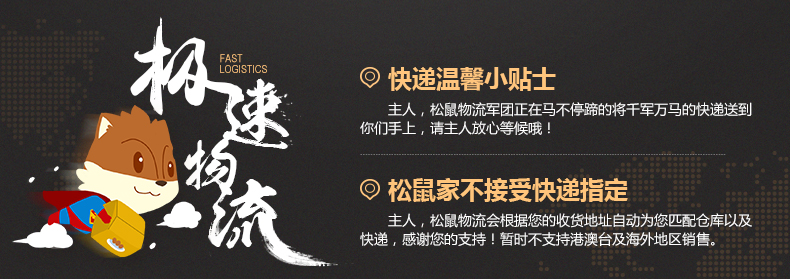 极速物流
FAST
LOGISTICS
快递温馨小贴士
主人，松鼠物流军团正在马不停蹄的将千军万马的快递送到
你们手上，请主人放心等候哦！
松鼠家不接受快递指定
主人，松鼠物流会根据您的收货地址自动为您匹配仓库以及
快递，感谢您的支持！暂时不支持港澳台及海外地区销售。